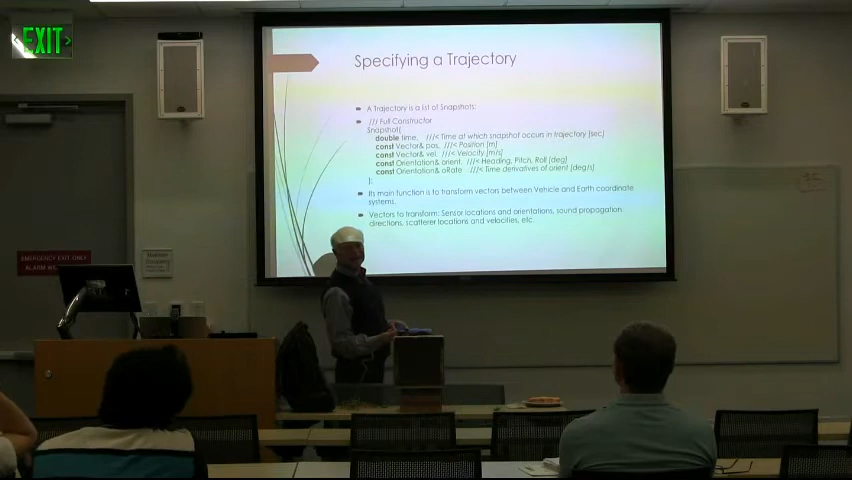 EXIT
Specifying a Trajectory
A Trajectory is a list of Snapshots:
/// Full Constructor
Snapshot(
double time, ///< Time at which snapshot occurs in trajectory [sec]
const Vector& pos, ///< Position [m]
const Vector& vel, ///< Velocity [m/s]
const Orientation& orient, ///< Heading, Pitch, Roll [deg]
const Orientation& oRate ///< Time derivatives of orient [deg/s]
);
Its main function is to transform vectors between Vehicle and Earth coordinate
systems.
Vectors to transform: Sensor locations and orientations, sound propagation
directions, scatterer locations and velocities, etc.
EMERGENCY EXIT ONLY